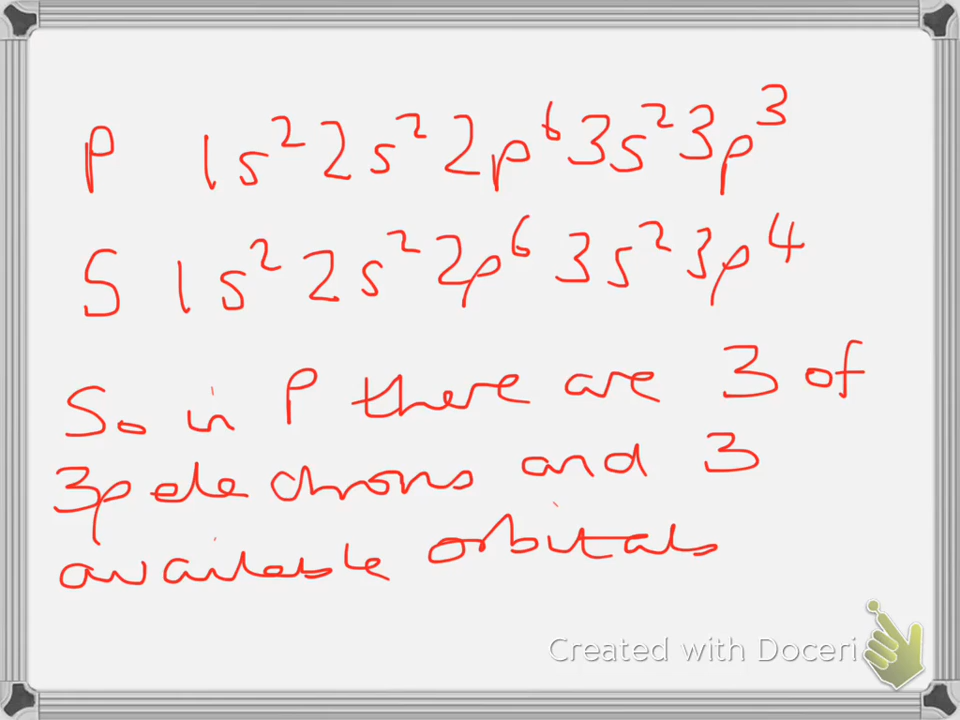 P 1s²2s²2p⁶3s²3p³
S 1s²2s²2p⁶3s²3p⁴
So in P there are 3 of
3p electrons and 3
available orbitals
Created with Doceri